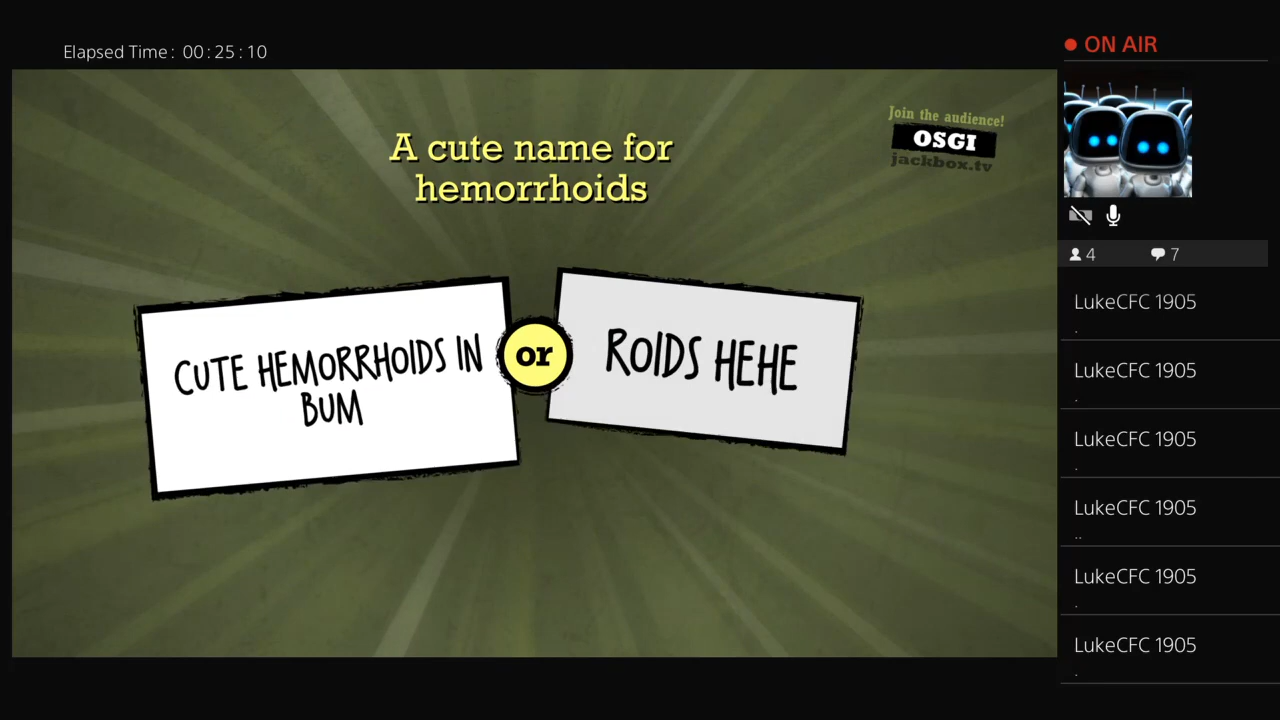 Elapsed Time: 00:25:10
ON AIR
A cute name for
hemorrhoids
Join the audience!
OSGI
jackbox.tv
CUTE HEMORRHOIDS IN
BUM
or
ROIDS HEHE
4
7
LukeCFC 1905
.
LukeCFC 1905
.
LukeCFC 1905
.
LukeCFC 1905
..
LukeCFC 1905
.
LukeCFC 1905
.